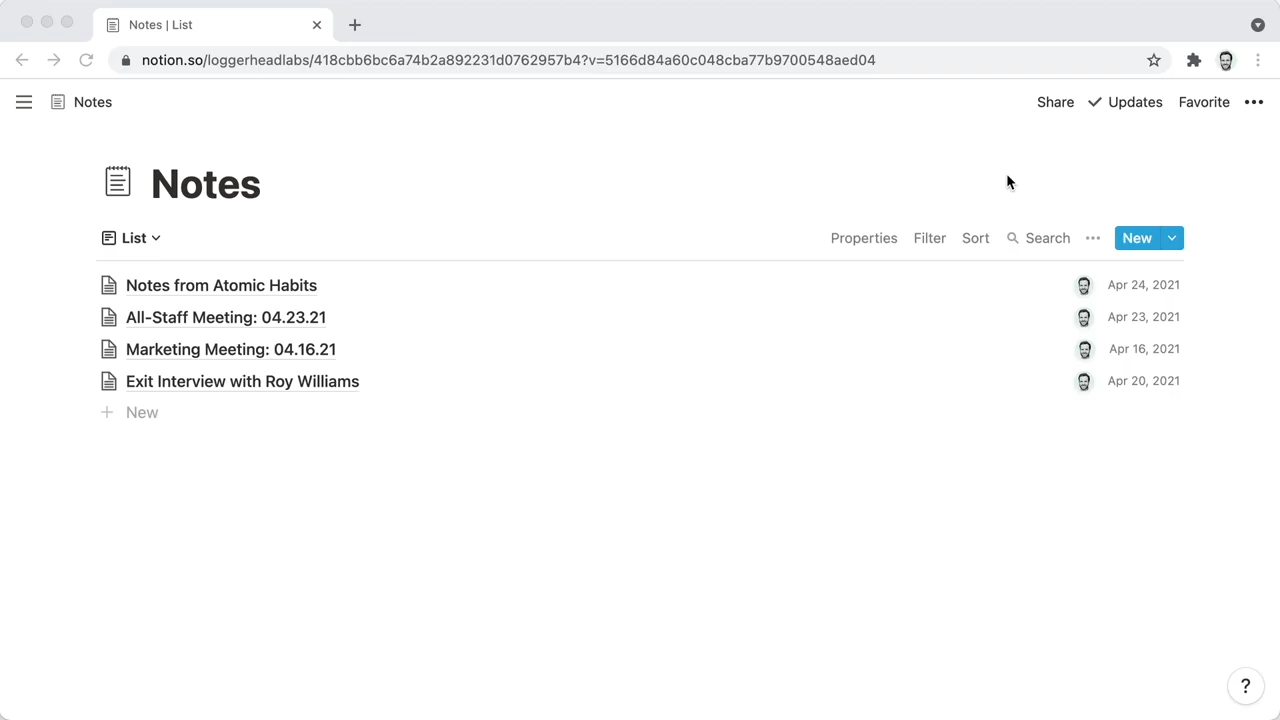 Notes | List
notion.so/loggerheadlabs/418cbb6bc6a74b2a892231d0762957b4?v=5166d84a60c048cba77b9700548aed04
Notes Share Updates Favorite
Notes
List Properties Filter Sort Search New
Notes from Atomic Habits Apr 24, 2021
All-Staff Meeting: 04.23.21 Apr 23, 2021
Marketing Meeting: 04.16.21 Apr 16, 2021
Exit Interview with Roy Williams Apr 20, 2021
New
?